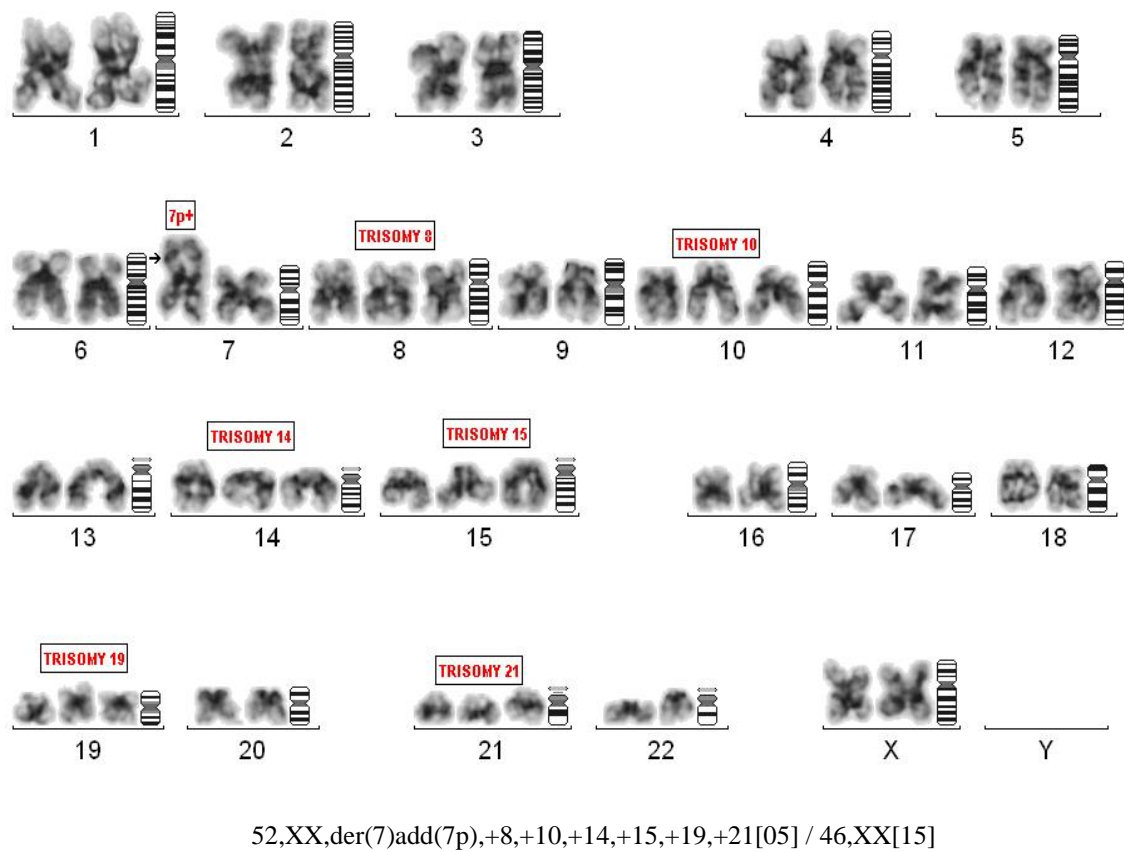 1 2 3 4 5
7p+
TRISOMY 8
TRISOMY 10
6 7 8 9 10 11 12
TRISOMY 14
TRISOMY 15
13 14 15 16 17 18
TRISOMY 19
TRISOMY 21
19 20 21 22 X Y
52,XX,der(7)add(7p),+8,+10,+14,+15,+19,+21[05] / 46,XX[15]